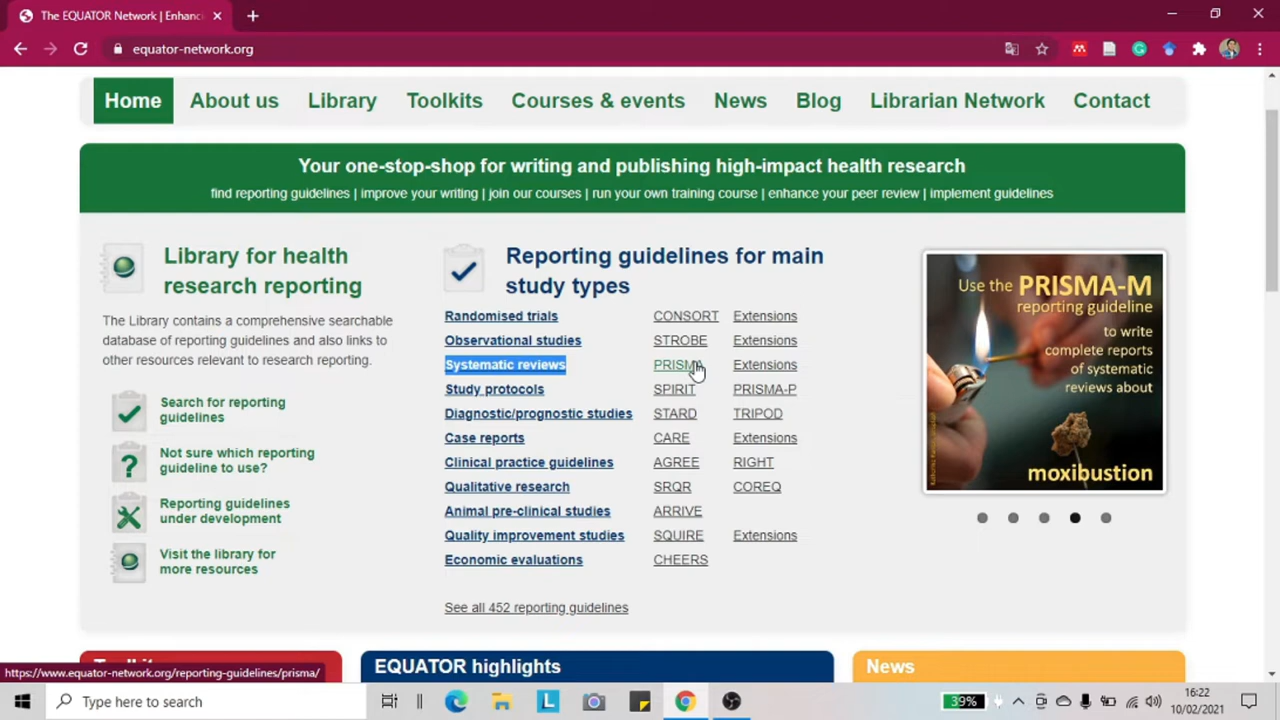 The EQUATOR Network | Enhanc
equator-network.org
Home About us Library Toolkits Courses & events News Blog Librarian Network Contact
Your one-stop-shop for writing and publishing high-impact health research
find reporting guidelines | improve your writing | join our courses | run your own training course | enhance your peer review | implement guidelines
Library for health
research reporting
The Library contains a comprehensive searchable
database of reporting guidelines and also links to
other resources relevant to research reporting.
Search for reporting
guidelines
Not sure which reporting
guideline to use?
Reporting guidelines
under development
Visit the library for
more resources
Reporting guidelines for main
study types
Randomised trials CONSORT Extensions
Observational studies STROBE Extensions
Systematic reviews PRISMA Extensions
Study protocols SPIRIT PRISMA-P
Diagnostic/prognostic studies STARD TRIPOD
Case reports CARE Extensions
Clinical practice guidelines AGREE RIGHT
Qualitative research SRQR COREQ
Animal pre-clinical studies ARRIVE
Quality improvement studies SQUIRE Extensions
Economic evaluations CHEERS
See all 452 reporting guidelines
Use the PRISMA-M
reporting guideline
to write
complete reports
of systematic
reviews about
moxibustion
EQUATOR highlights
News
https://www.equator-network.org/reporting-guidelines/prisma/
Type here to search
39%
16:22
10/02/2021